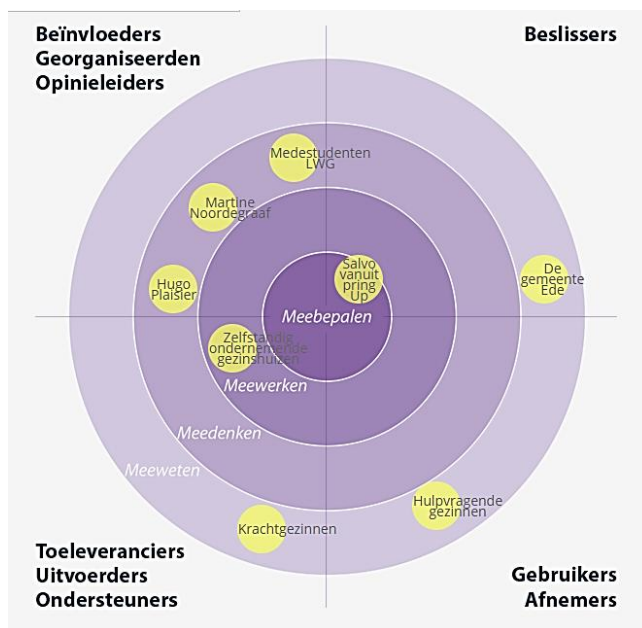 Beïnvloeders
Georganiseerden
Opinieleiders
Beslissers
Medestudenten
LWG
Martine
Noordegraaf
Hugo
Plaisier
Salvo
vanuit
pring
Up
De
gemeente
Ede
Meebepalen
Zelfstandig
ondernemende
gezinshuizen
Meewerken
Meedenken
Meeweten
Hulpvragende
gezinnen
Krachtgezinnen
Toeleveranciers
Uitvoerders
Ondersteuners
Gebruikers
Afnemers